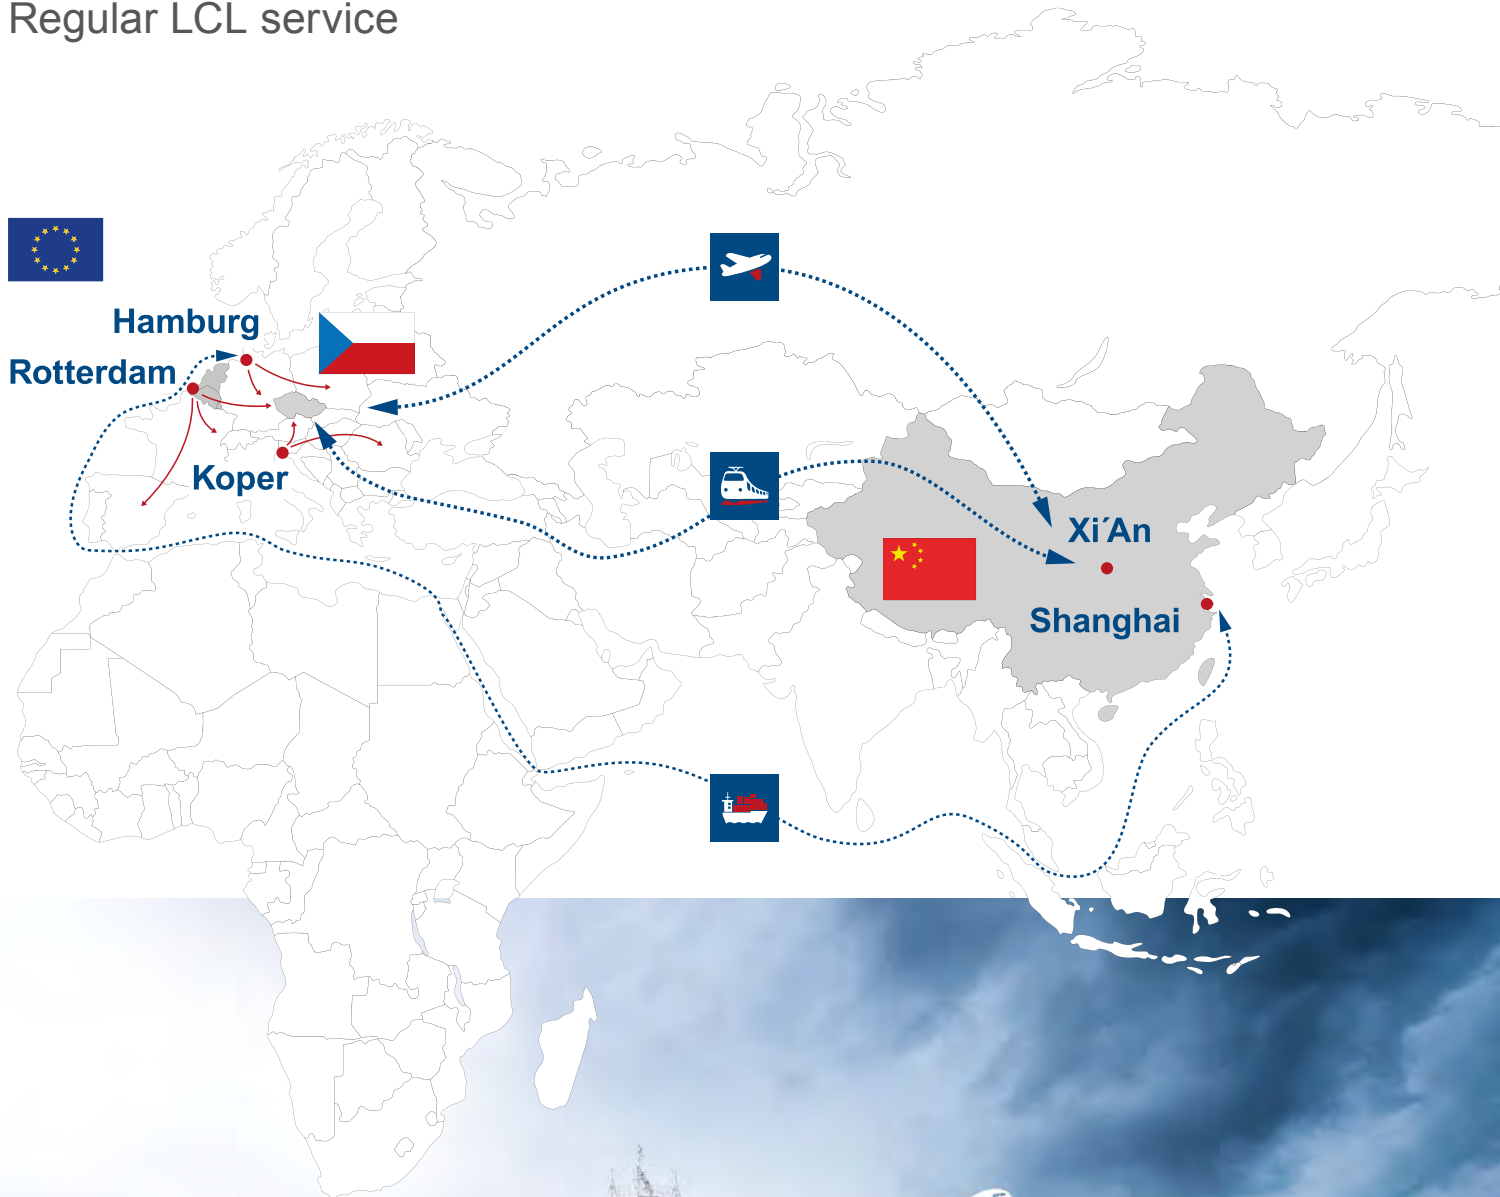 Regular LCL service
Hamburg
Rotterdam
Koper
Xi´An
Shanghai